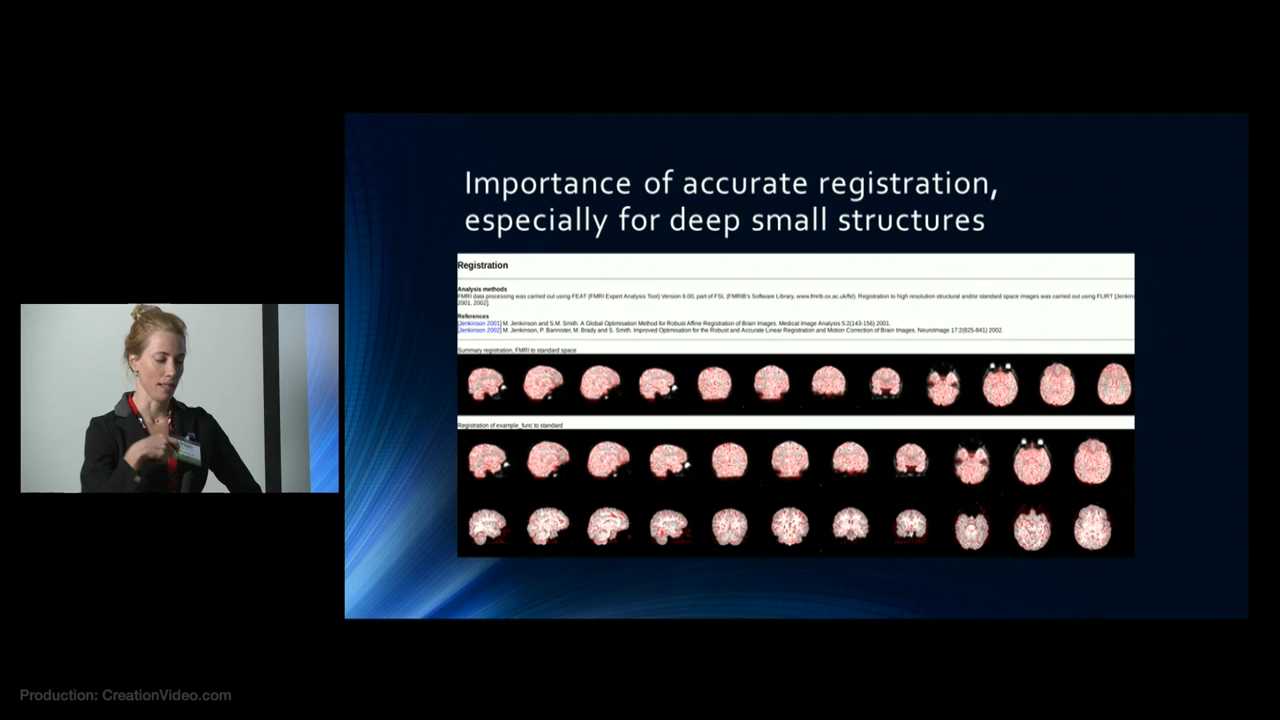 Importance of accurate registration,
especially for deep small structures
Registration
Analysis methods
FMRI data processing was carried out using FEAT (FMRI Expert Analysis Tool) Version 6.00, part of FSL (FMRIB's Software Library, www.fmrib.ox.ac.uk/fsl). Registration to high resolution structural and/or standard space images was carried out using FLIRT [Jenkin
2001, 2002].
References
[Jenkinson 2001] M. Jenkinson and S.M. Smith. A Global Optimisation Method for Robust Affine Registration of Brain Images. Medical Image Analysis 5:2(143-156) 2001.
[Jenkinson 2002] M. Jenkinson, P. Bannister, M. Brady and S. Smith. Improved Optimisation for the Robust and Accurate Linear Registration and Motion Correction of Brain Images. NeuroImage 17:2(825-841) 2002.
Summary registration, FMRI to standard space
Registration of example_func to standard
Production: CreationVideo.com